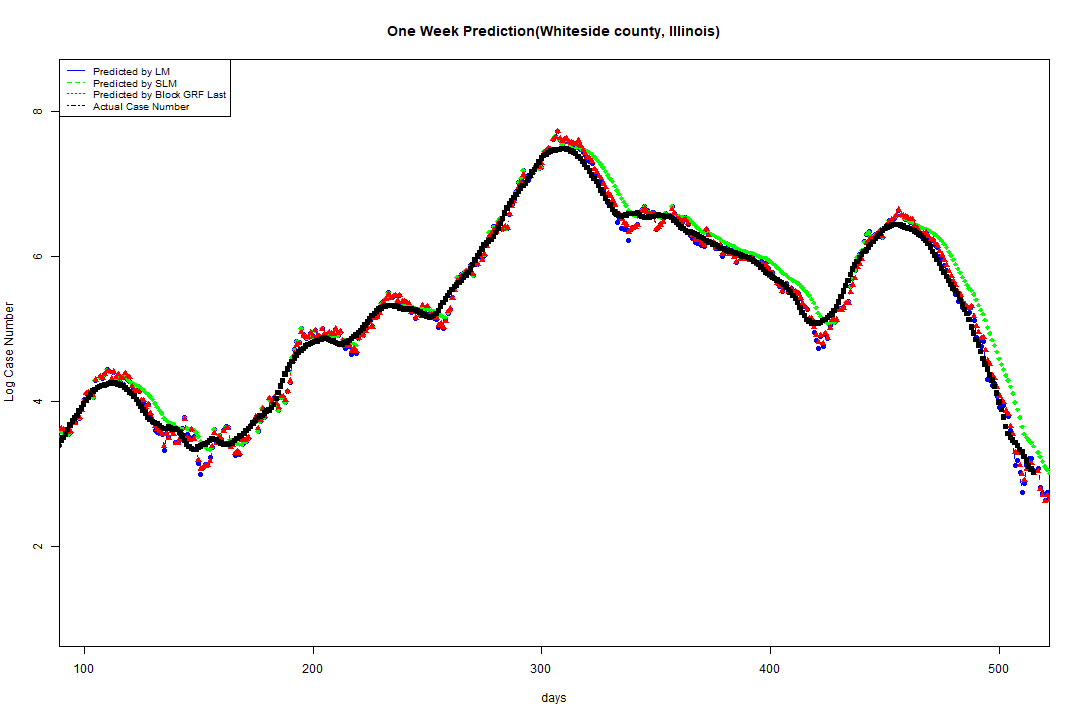 One Week Prediction(Whiteside county, Illinois)
Predicted by LM
Predicted by SLM
Predicted by Block GRF Last
Actual Case Number
8
6
4
2
Log Case Number
100 200 300 400 500
days